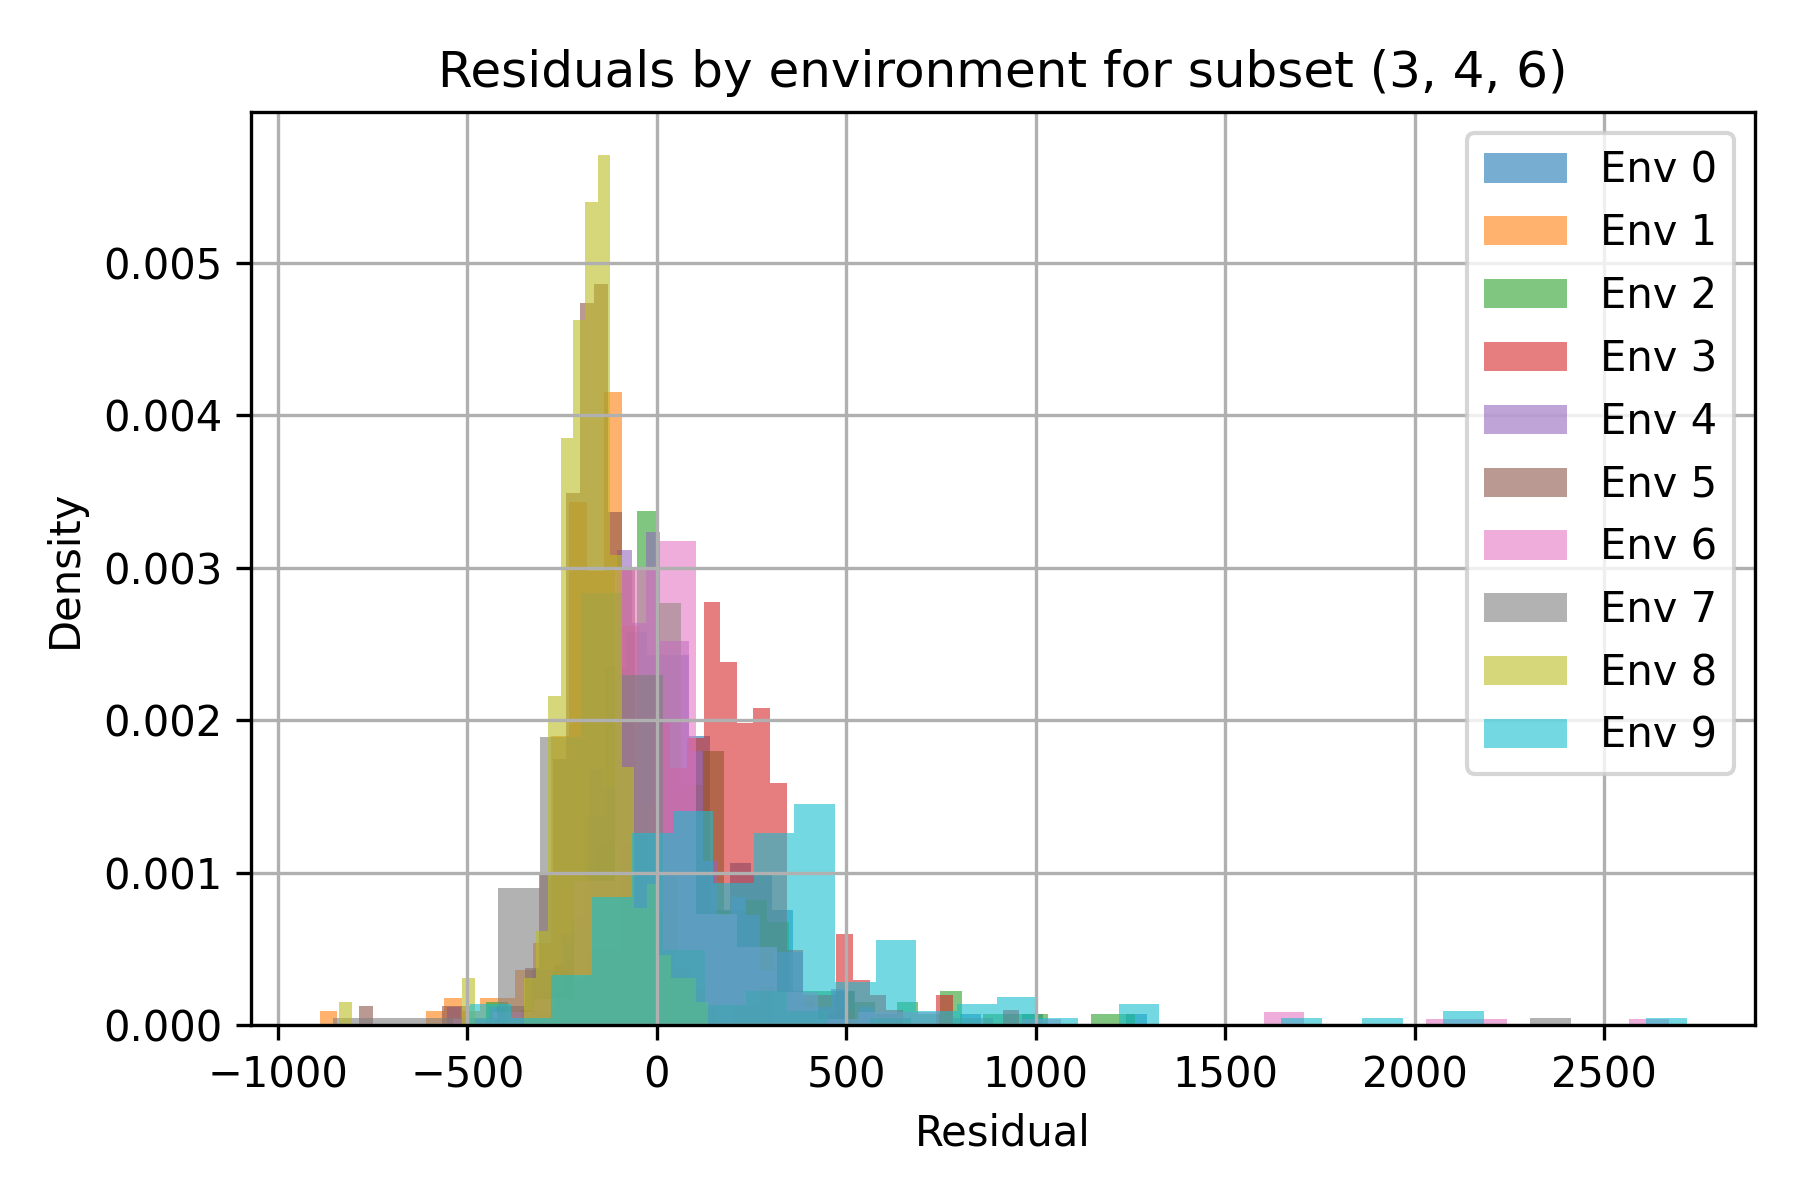 Residuals by environment for subset (3, 4, 6)
Env 0
Env 1
Env 2
Env 3
Env 4
Env 5
Env 6
Env 7
Env 8
Env 9
0.005
0.004
0.003
0.002
0.001
0.000
Density
−1000 −500 0 500 1000 1500 2000 2500
Residual